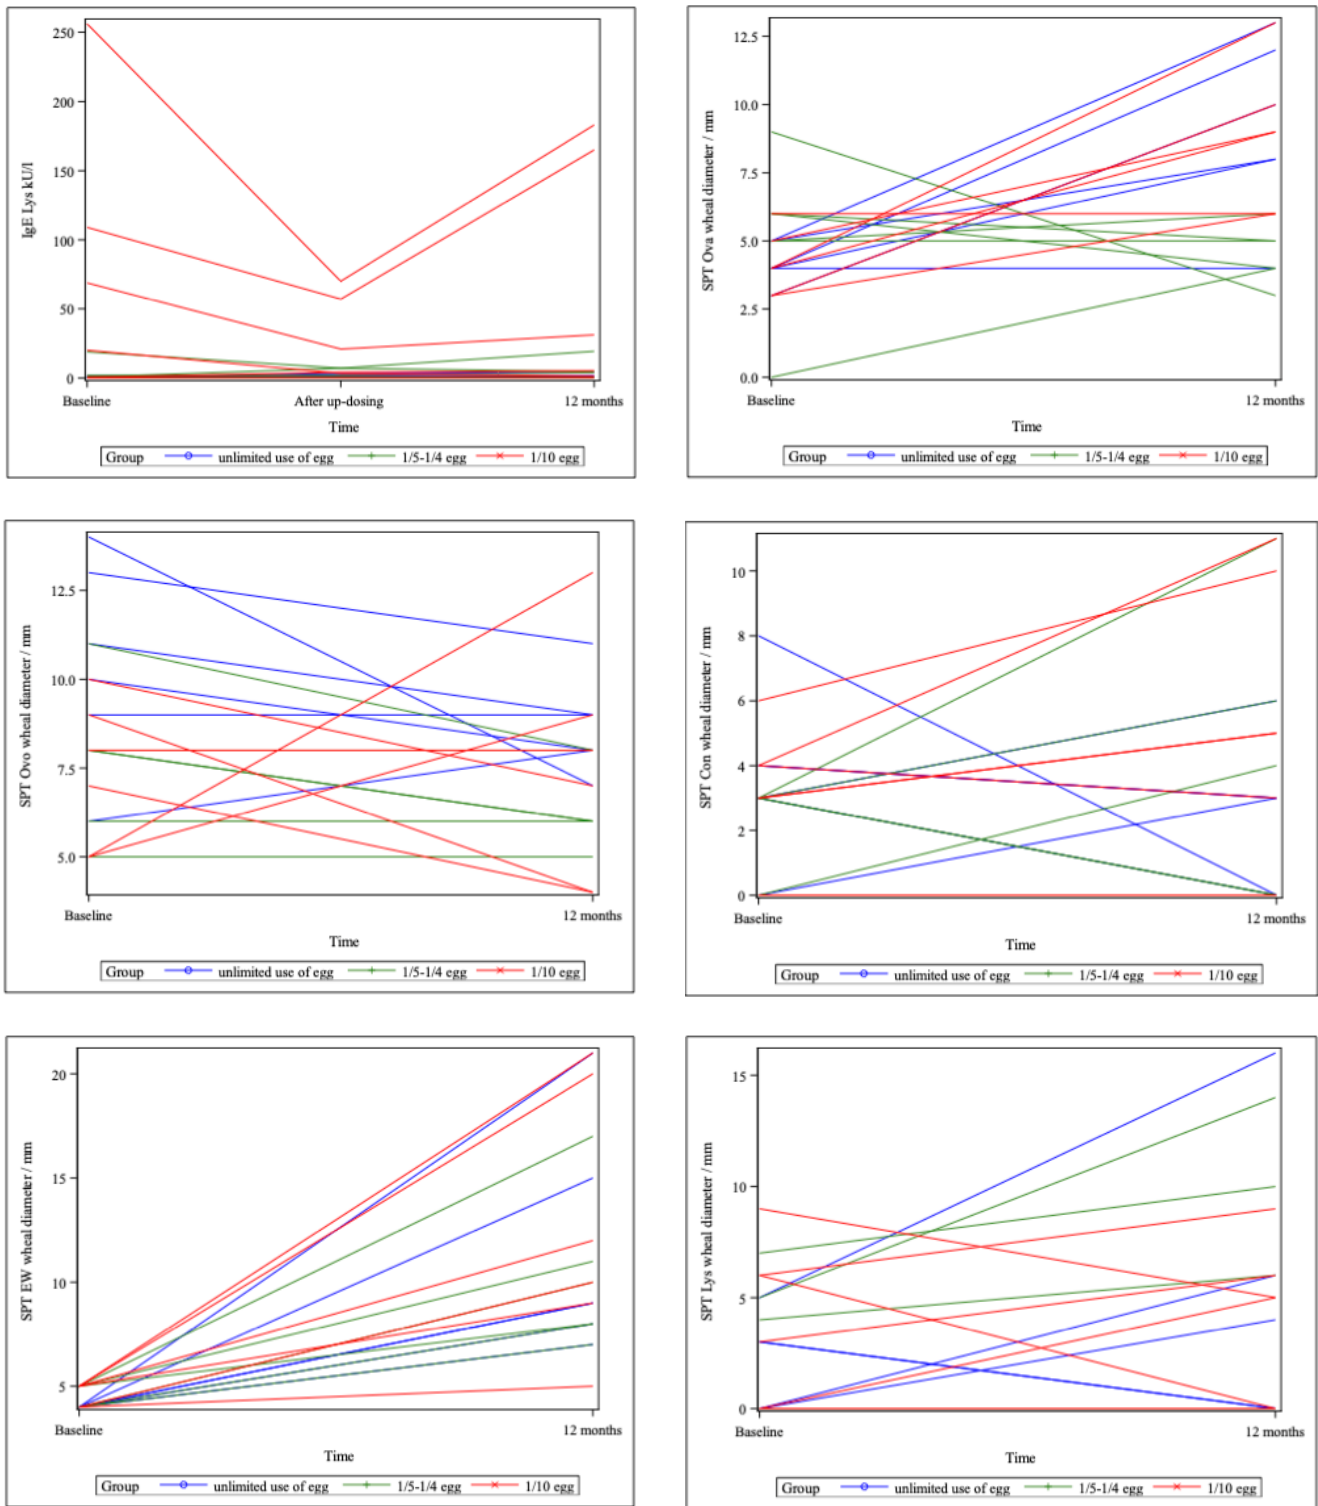 250
200
150
100
50
0
IgE Lys kU/l
Baseline
After up-dosing
12 months
Time
Group unlimited use of egg 1/5-1/4 egg 1/10 egg
12.5
10.0
7.5
5.0
2.5
0.0
SPT Ova wheal diameter / mm
Baseline
12 months
Time
Group unlimited use of egg 1/5-1/4 egg 1/10 egg
12.5
10.0
7.5
5.0
SPT Ovo wheal diameter / mm
Baseline
12 months
Time
Group unlimited use of egg 1/5-1/4 egg 1/10 egg
10
8
6
4
2
0
SPT Con wheal diameter / mm
Baseline
12 months
Time
Group unlimited use of egg 1/5-1/4 egg 1/10 egg
20
15
10
5
SPT EW wheal diameter / mm
Baseline
12 months
Time
Group unlimited use of egg 1/5-1/4 egg 1/10 egg
15
10
5
0
SPT Lys wheal diameter / mm
Baseline
12 months
Time
Group unlimited use of egg 1/5-1/4 egg 1/10 egg